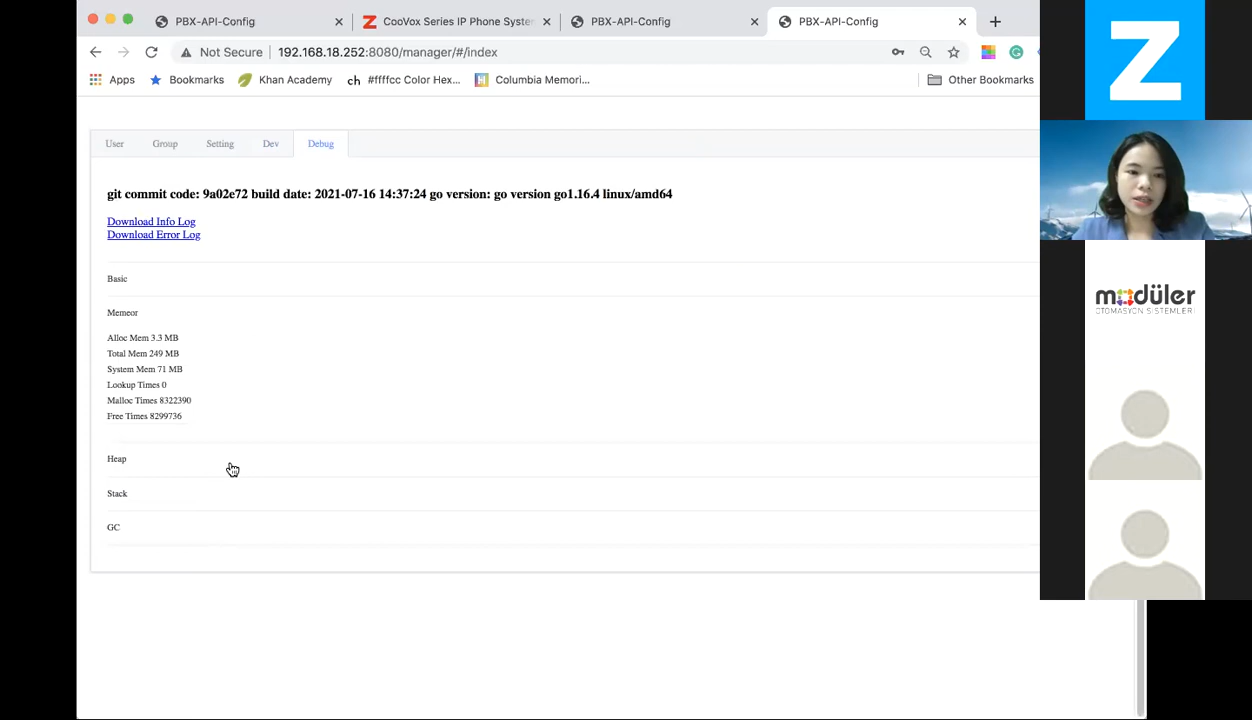 PBX-API-Config
CooVox Series IP Phone System
PBX-API-Config
PBX-API-Config
Not Secure
192.168.18.252:8080/manager/#/index
Apps
Bookmarks
Khan Academy
ch
#ffffcc Color Hex...
Columbia Memori...
Other Bookmarks
User
Group
Setting
Dev
Debug
git commit code: 9a02e72 build date: 2021-07-16 14:37:24 go version: go version go1.16.4 linux/amd64
Download Info Log
Download Error Log
Basic
Memeor
Alloc Mem 3.3 MB
Total Mem 249 MB
System Mem 71 MB
Lookup Times 0
Malloc Times 8322390
Free Times 8299736
Heap
Stack
GC
Z
modüler
OTOMASYON SİSTEMLERİ